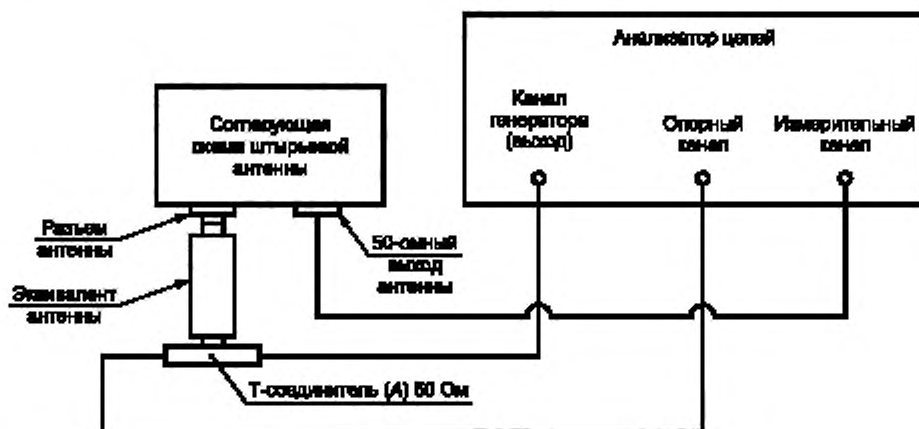 Анализатор цепей
Согласующая
схема штыревой
антенны
Канал
генератора
(выход)
Опорный
канал
Измерительный
канал
Разъем
антенны
50-омный
выход
антенны
Эквивалент
антенны
Т-соединитель (А) 50 Ом